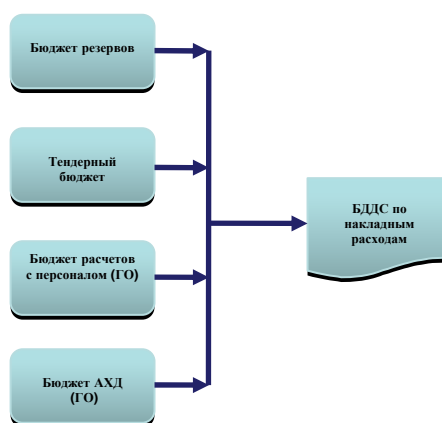 Бюджет резервов
Тендерный
бюджет
Бюджет расчетов
с персоналом (ГО)
Бюджет АХД
(ГО)
БДДС по
накладным
расходам